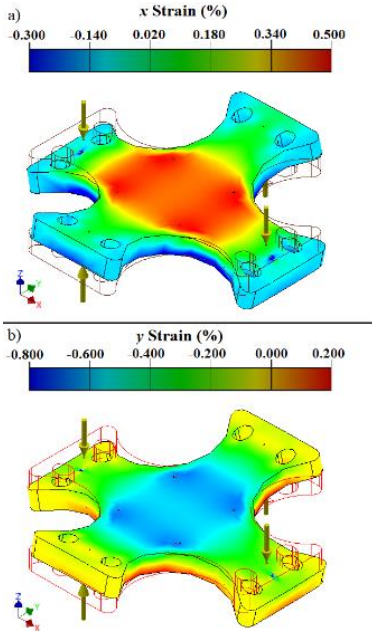 a)
x Strain (%)
-0.300 -0.140 0.020 0.180 0.340 0.500
Z
Y
X
b)
y Strain (%)
-0.800 -0.600 -0.400 -0.200 0.000 0.200
Z
Y
X